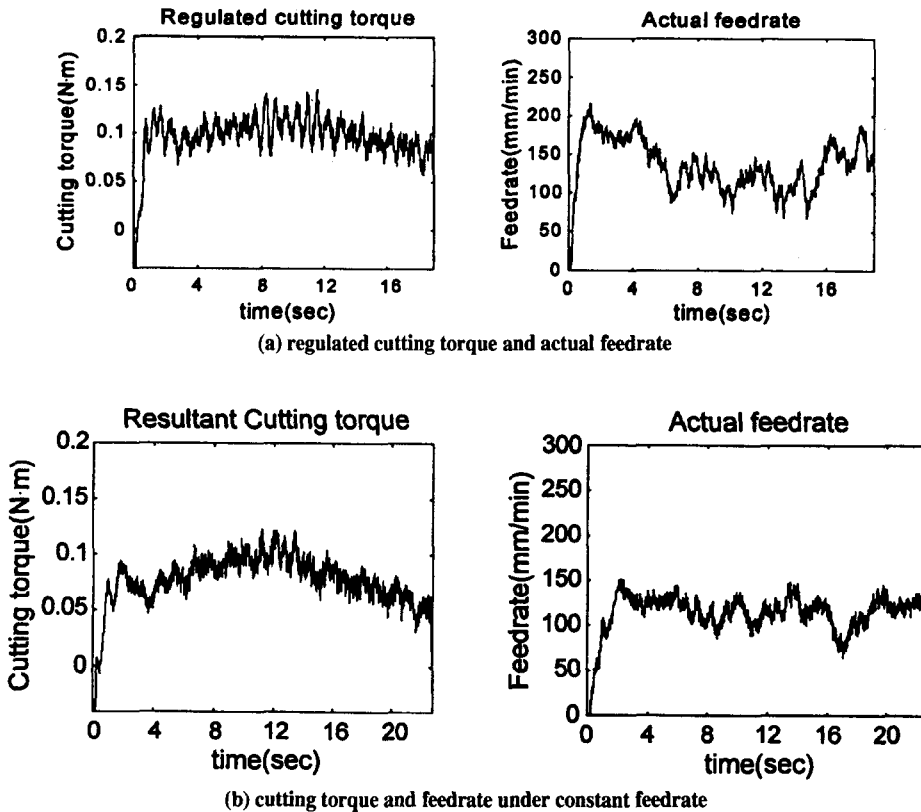 Regulated cutting torque
Cutting torque(N·m)
0.2
0.15
0.1
0.05
0
0 4 8 12 16
time(sec)
Actual feedrate
Feedrate(mm/min)
300
250
200
150
100
50
0
0 4 8 12 16
time(sec)
(a) regulated cutting torque and actual feedrate
Resultant Cutting torque
Cutting torque(N·m)
0.2
0.15
0.1
0.05
0
0 4 8 12 16 20
time(sec)
Actual feedrate
Feedrate(mm/min)
300
250
200
150
100
50
0
0 4 8 12 16 20
time(sec)
(b) cutting torque and feedrate under constant feedrate